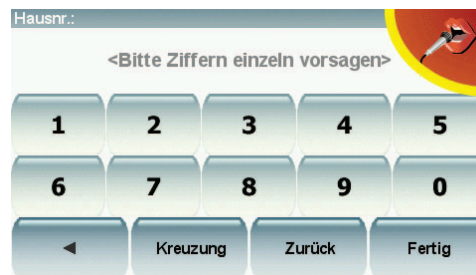 Hausnr.:
<Bitte Ziffern einzeln vorsagen>
1 2 3 4 5
6 7 8 9 0
◄ Kreuzung Zurück Fertig